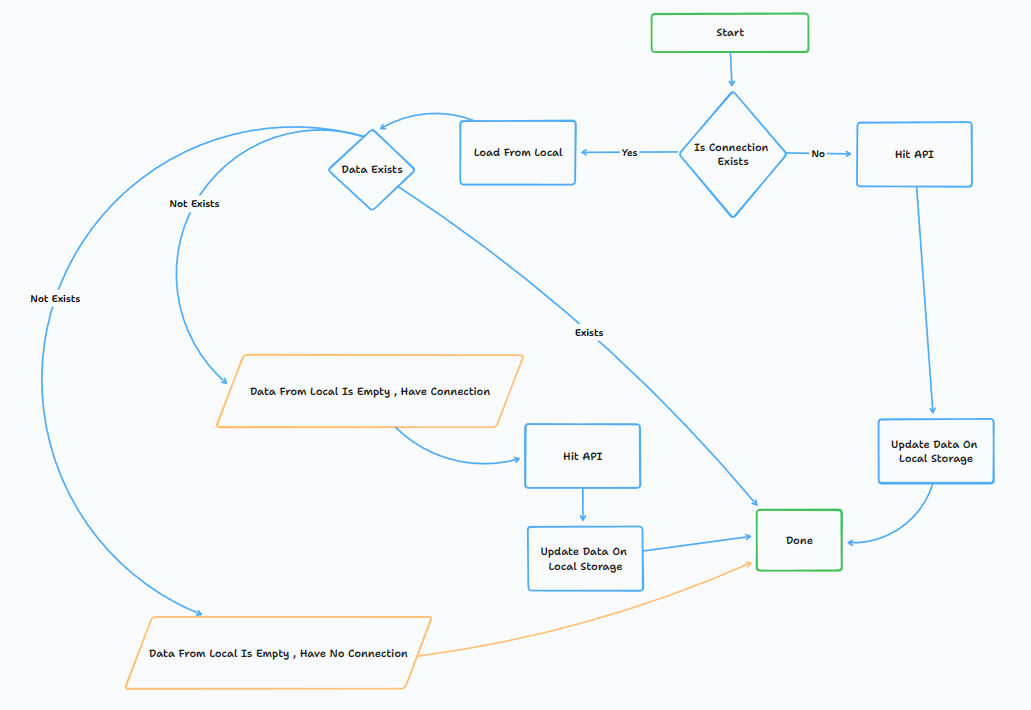 Start
Is Connection
Exists
Yes
No
Load From Local
Hit API
Data Exists
Not Exists
Not Exists
Exists
Data From Local Is Empty , Have Connection
Hit API
Update Data On
Local Storage
Update Data On
Local Storage
Done
Data From Local Is Empty , Have No Connection